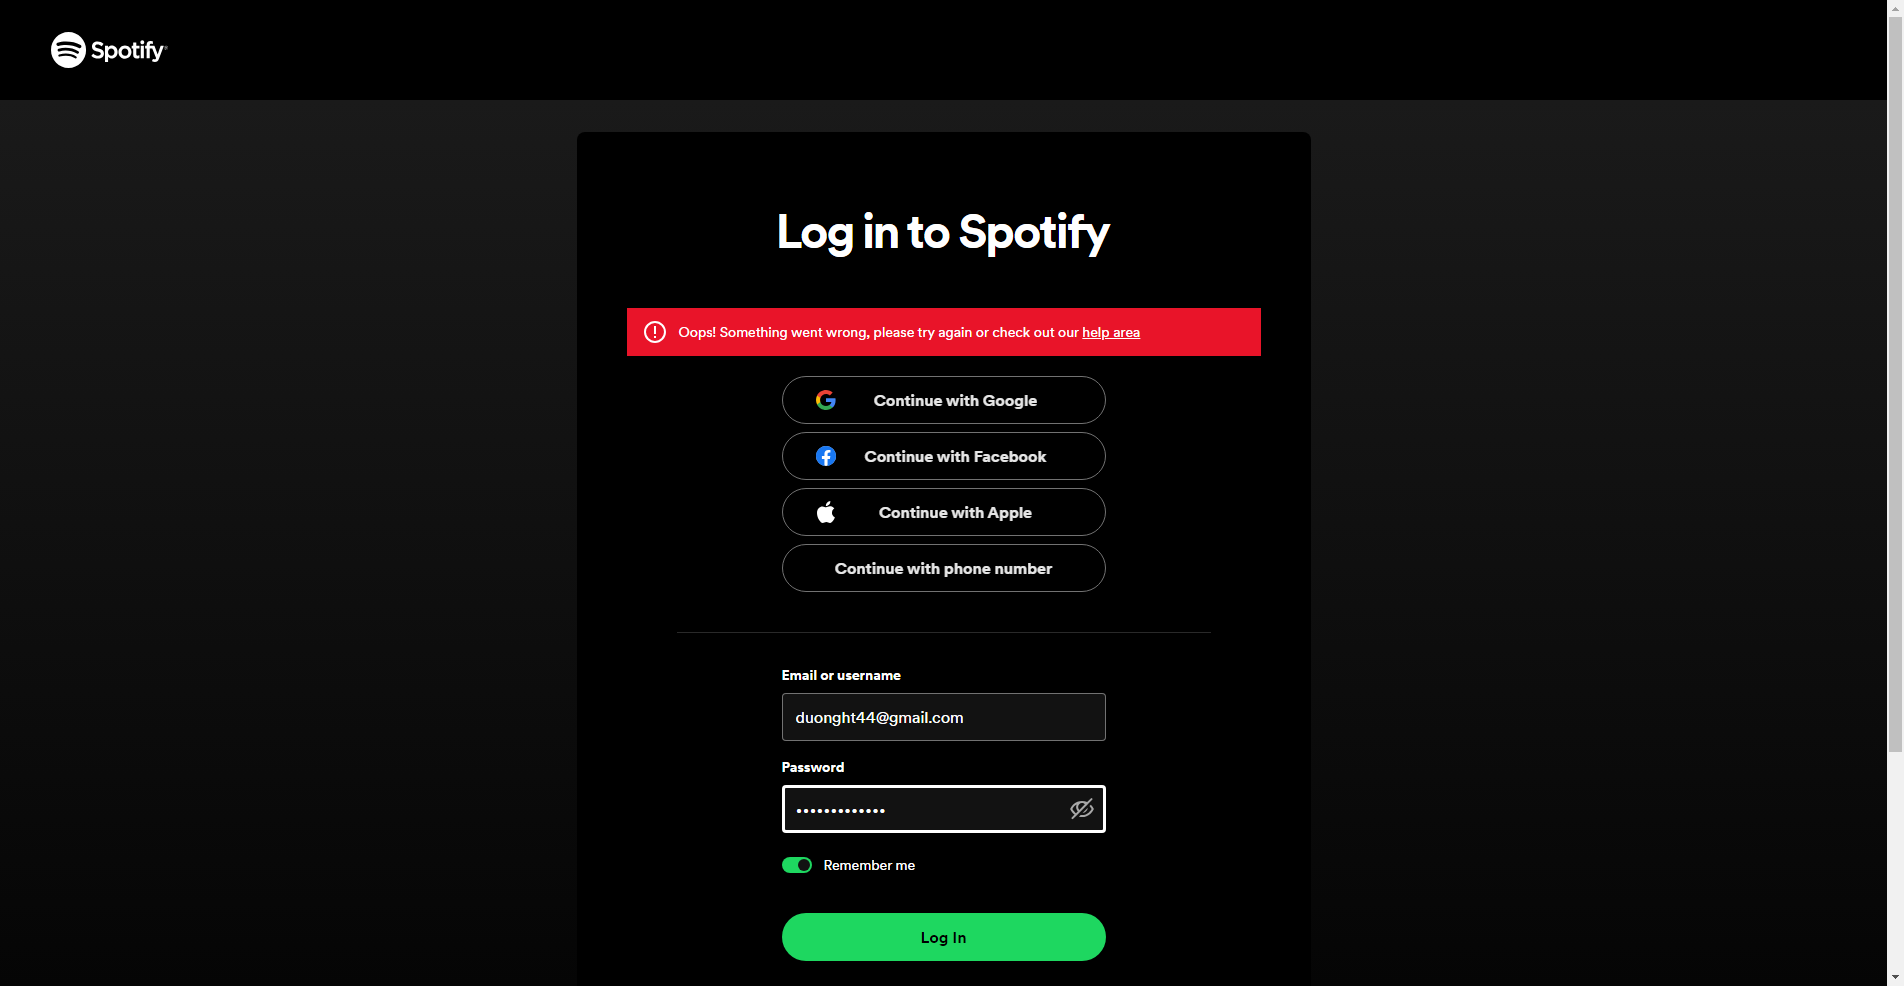 Spotify
Log in to Spotify
Oops! Something went wrong, please try again or check out our help area
Continue with Google
Continue with Facebook
Continue with Apple
Continue with phone number
Email or username
duonght44@gmail.com
Password
•••••••••••••
Remember me
Log In